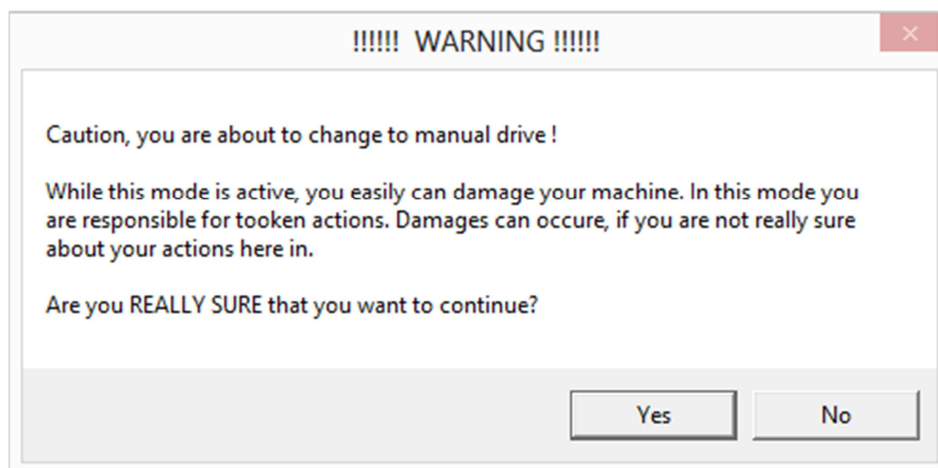 !!!!!! WARNING !!!!!!
Caution, you are about to change to manual drive !
While this mode is active, you easily can damage your machine. In this mode you
are responsible for tooken actions. Damages can occure, if you are not really sure
about your actions here in.
Are you REALLY SURE that you want to continue?
Yes
No